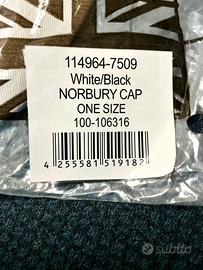 114964-7509
White/Black
NORBURY CAP
ONE SIZE
100-106316
4 255581 519182
subito